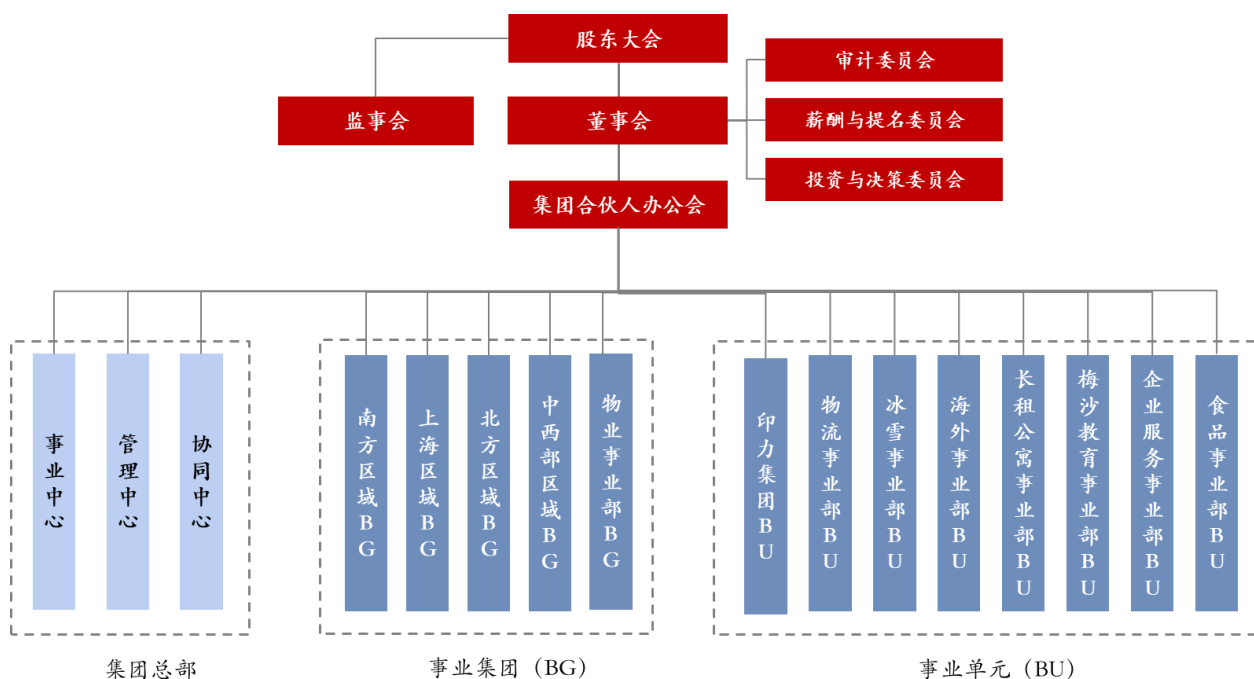 股东大会
审计委员会
监事会
董事会
薪酬与提名委员会
投资与决策委员会
集团合伙人办公会
事业中心
管理中心
协同中心
南方区域BG
上海区域BG
北方区域BG
中西部区域BG
物业事业部BG
印力集团BU
物流事业部BU
冰雪事业部BU
海外事业部BU
长租公寓事业部BU
梅沙教育事业部BU
企业服务事业部BU
食品事业部BU
集团总部
事业集团（BG）
事业单元（BU）